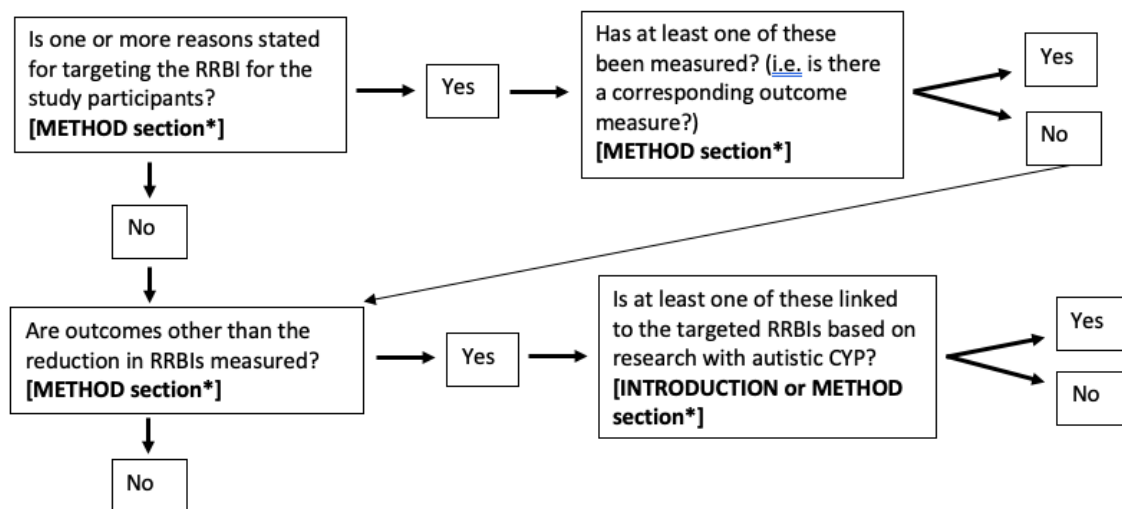 Is one or more reasons stated
for targeting the RRBI for the
study participants?
[METHOD section*]
Yes
Has at least one of these
been measured? (i.e. is there
a corresponding outcome
measure?)
[METHOD section*]
Yes
No
No
Are outcomes other than the
reduction in RRBIs measured?
[METHOD section*]
Yes
Is at least one of these linked
to the targeted RRBIs based on
research with autistic CYP?
[INTRODUCTION or METHOD
section*]
Yes
No
No